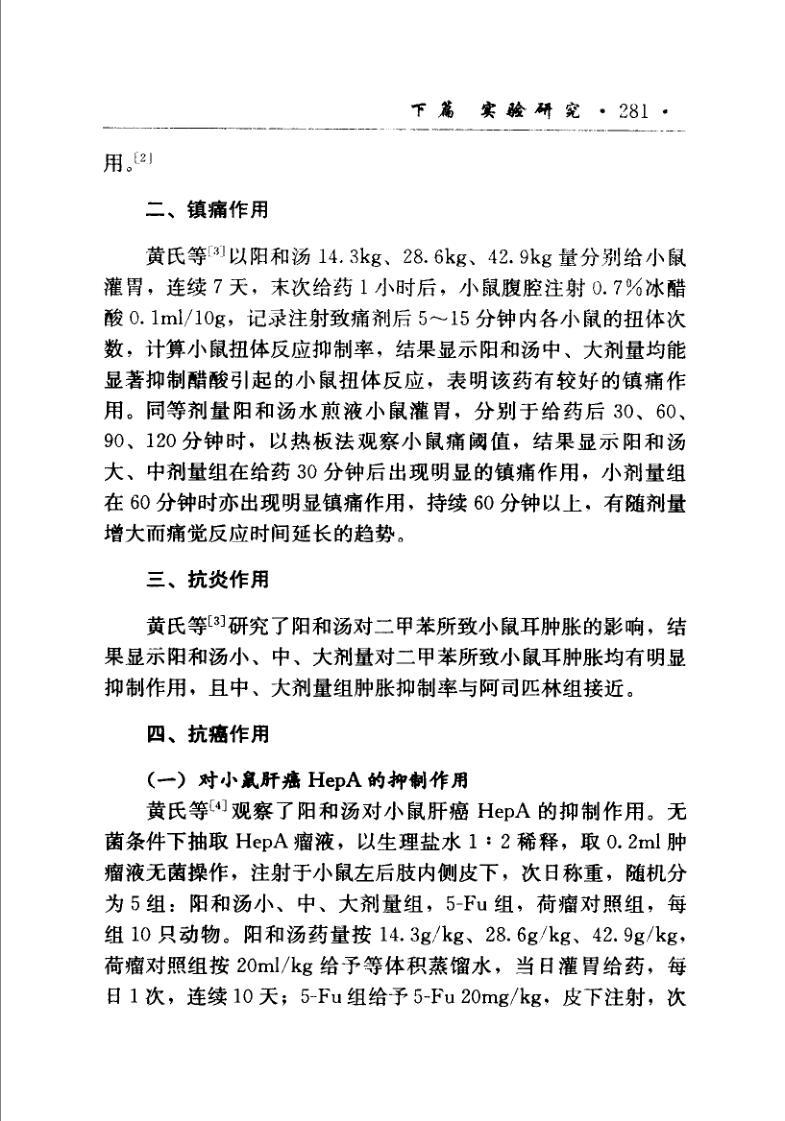 下篇 实验研究 · 281 ·
用。[2]
二、镇痛作用
黄氏等[3]以阳和汤 14.3kg、28.6kg、42.9kg 量分别给小鼠
灌胃，连续 7 天，末次给药 1 小时后，小鼠腹腔注射 0.7%冰醋
酸 0.1ml/10g，记录注射致痛剂后 5～15 分钟内各小鼠的扭体次
数，计算小鼠扭体反应抑制率，结果显示阳和汤中、大剂量均能
显著抑制醋酸引起的小鼠扭体反应，表明该药有较好的镇痛作
用。同等剂量阳和汤水煎液小鼠灌胃，分别于给药后 30、60、
90、120 分钟时，以热板法观察小鼠痛阈值，结果显示阳和汤
大、中剂量组在给药 30 分钟后出现明显的镇痛作用，小剂量组
在 60 分钟时亦出现明显镇痛作用，持续 60 分钟以上，有随剂量
增大而痛觉反应时间延长的趋势。
三、抗炎作用
黄氏等[3]研究了阳和汤对二甲苯所致小鼠耳肿胀的影响，结
果显示阳和汤小、中、大剂量对二甲苯所致小鼠耳肿胀均有明显
抑制作用，且中、大剂量组肿胀抑制率与阿司匹林组接近。
四、抗癌作用
（一）对小鼠肝癌 HepA 的抑制作用
黄氏等[4]观察了阳和汤对小鼠肝癌 HepA 的抑制作用。无
菌条件下抽取 HepA 瘤液，以生理盐水 1：2 稀释，取 0.2ml 肿
瘤液无菌操作，注射于小鼠左后肢内侧皮下，次日称重，随机分
为 5 组：阳和汤小、中、大剂量组，5-Fu 组，荷瘤对照组，每
组 10 只动物。阳和汤药量按 14.3g/kg、28.6g/kg、42.9g/kg，
荷瘤对照组按 20ml/kg 给予等体积蒸馏水，当日灌胃给药，每
日 1 次，连续 10 天；5-Fu 组给予 5-Fu 20mg/kg，皮下注射，次